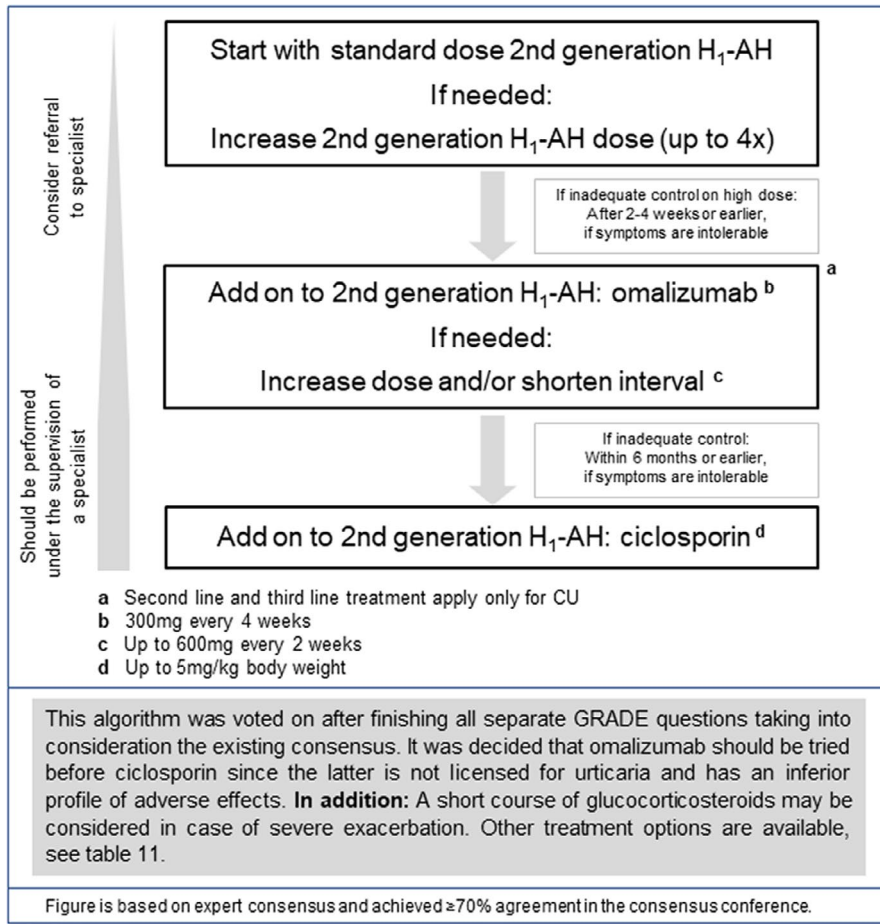 Start with standard dose 2nd generation H₁-AH
If needed:
Increase 2nd generation H₁-AH dose (up to 4x)
Consider referral
to specialist
If inadequate control on high dose:
After 2-4 weeks or earlier,
if symptoms are intolerable
a
Add on to 2nd generation H₁-AH: omalizumab b
If needed:
Increase dose and/or shorten interval c
Should be performed
under the supervision of
a specialist
If inadequate control:
Within 6 months or earlier,
if symptoms are intolerable
Add on to 2nd generation H₁-AH: ciclosporin d
a Second line and third line treatment apply only for CU
b 300mg every 4 weeks
c Up to 600mg every 2 weeks
d Up to 5mg/kg body weight
This algorithm was voted on after finishing all separate GRADE questions taking into
consideration the existing consensus. It was decided that omalizumab should be tried
before ciclosporin since the latter is not licensed for urticaria and has an inferior
profile of adverse effects. In addition: A short course of glucocorticosteroids may be
considered in case of severe exacerbation. Other treatment options are available,
see table 11.
Figure is based on expert consensus and achieved ≥70% agreement in the consensus conference.